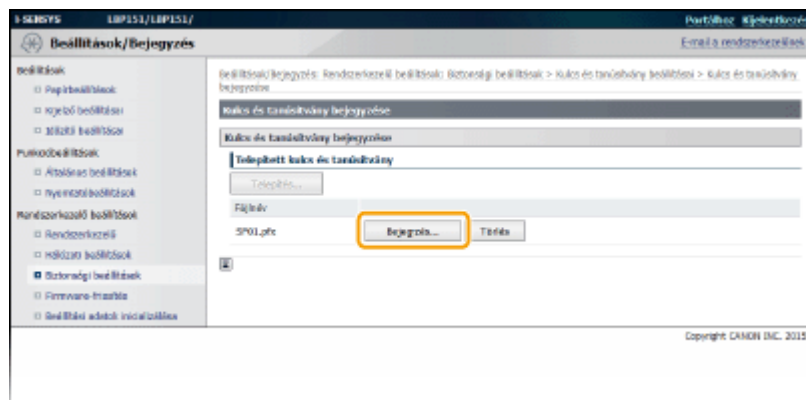 i-SENSYS LBP151/LBP151/ Portálhoz Kijelentkezés
Beállítások/Bejegyzés E-mail a rendszerkezelőnek
Beállítások
Papírbeállítások
Kijelző beállításai
Időzítő beállításai
Funkcióbeállítások
Általános beállítások
Nyomtatóbeállítások
Rendszerkezelő beállítások
Rendszerkezelő
Hálózati beállítások
Biztonsági beállítások
Firmware-frissítés
Beállítási adatok inicializálása
Beállítások/Bejegyzés: Rendszerkezelő beállítások: Biztonsági beállítások > Kulcs és tanúsítvány beállításai > Kulcs és tanúsítvány
bejegyzése
Kulcs és tanúsítvány bejegyzése
Kulcs és tanúsítvány bejegyzése
Telepített kulcs és tanúsítvány
Telepítés...
Fájlnév
SP01.pfx Bejegyzés... Törlés
Copyright CANON INC. 2015